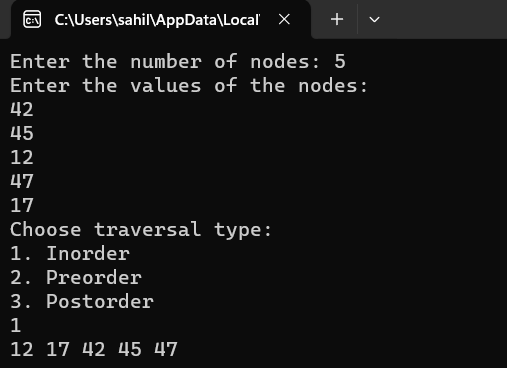 C:\Users\sahil\AppData\Local\
Enter the number of nodes: 5
Enter the values of the nodes:
42
45
12
47
17
Choose traversal type:
1. Inorder
2. Preorder
3. Postorder
1
12 17 42 45 47